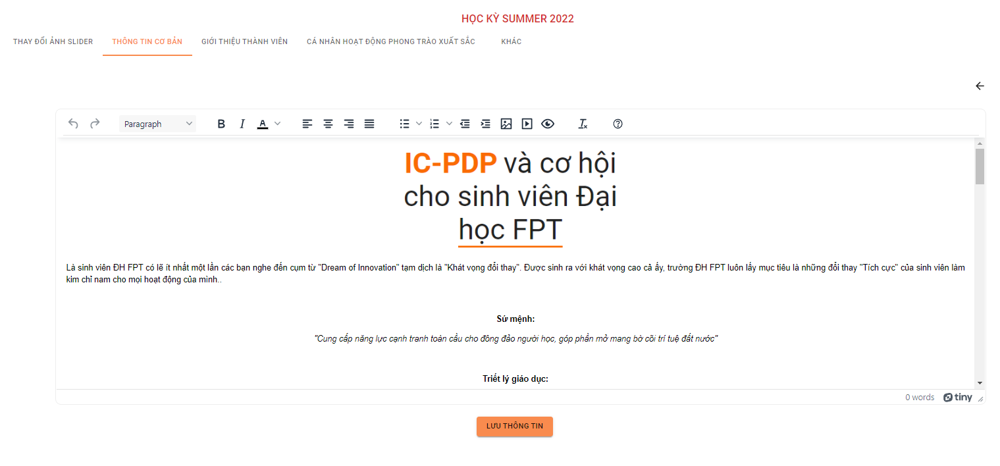 HỌC KỲ SUMMER 2022
THAY ĐỔI ẢNH SLIDER THÔNG TIN CƠ BẢN GIỚI THIỆU THÀNH VIÊN CÁ NHÂN HOẠT ĐỘNG PHONG TRÀO XUẤT SẮC KHÁC
Paragraph B I A
IC-PDP và cơ hội
cho sinh viên Đại
học FPT
Là sinh viên ĐH FPT có lẽ ít nhất một lần các bạn nghe đến cụm từ "Dream of Innovation" tạm dịch là "Khát vọng đổi thay". Được sinh ra với khát vọng cao cả ấy, trường ĐH FPT luôn lấy mục tiêu là những đổi thay "Tích cực" của sinh viên làm
kim chỉ nam cho mọi hoạt động của mình..
Sứ mệnh:
"Cung cấp năng lực cạnh tranh toàn cầu cho đông đảo người học, góp phần mở mang bờ cõi trí tuệ đất nước"
Triết lý giáo dục:
0 words tiny
LƯU THÔNG TIN